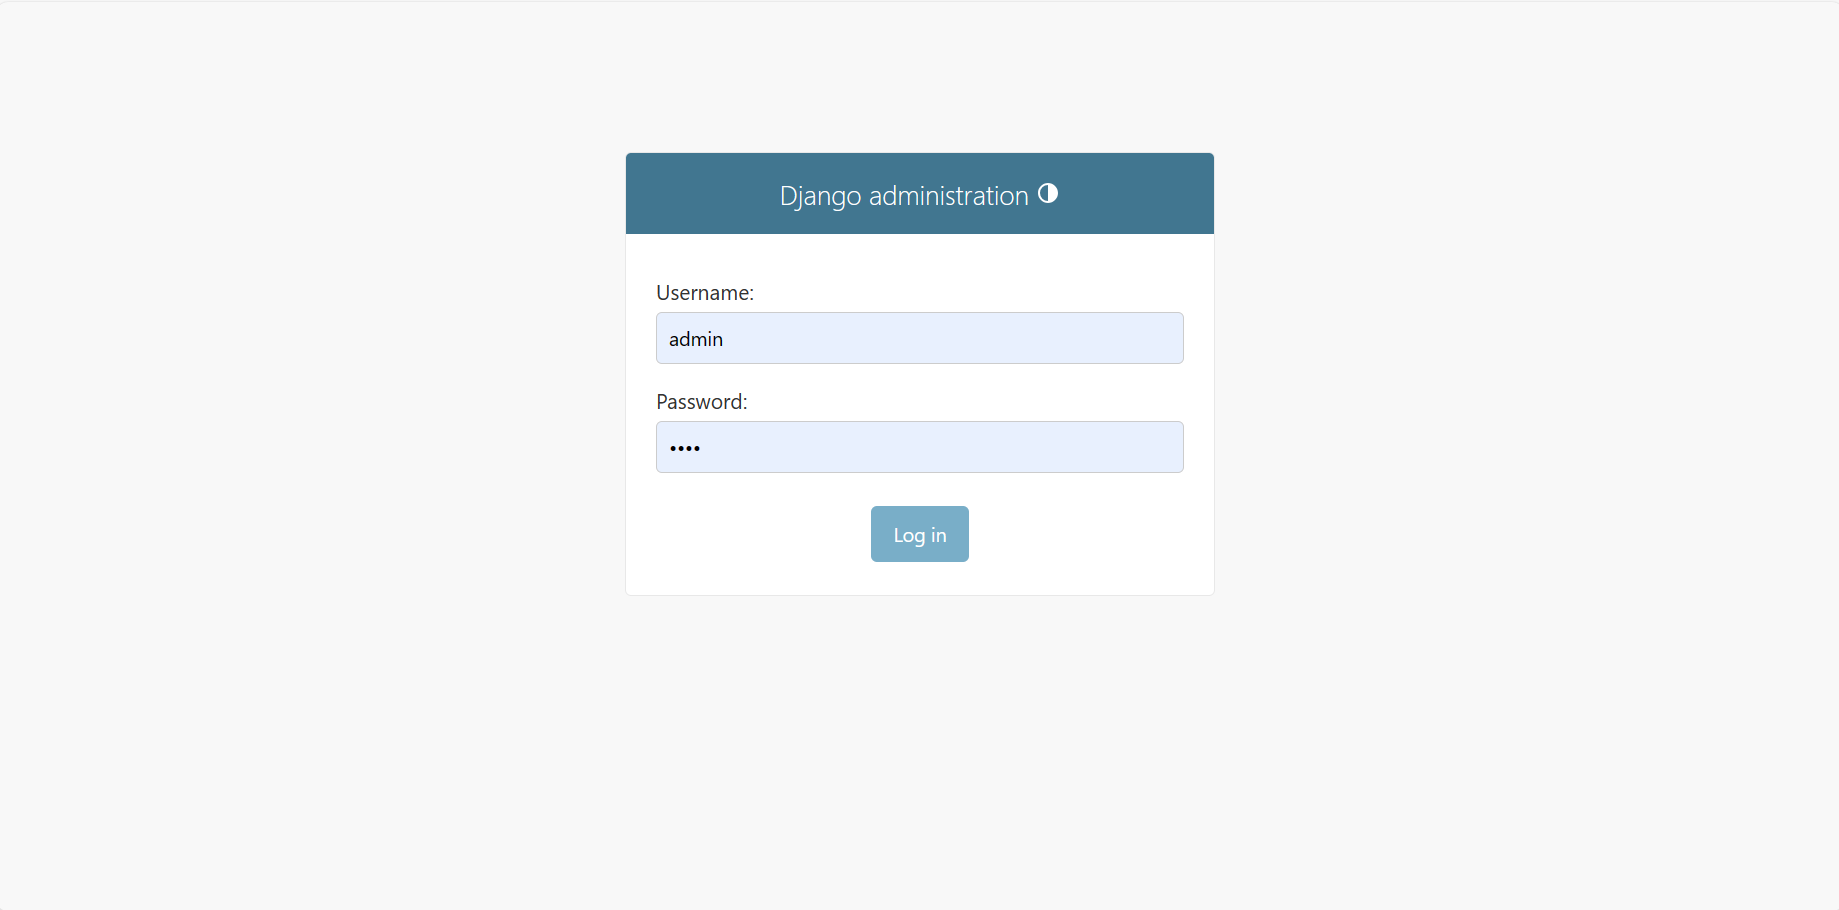 Django administration
Username:
admin
Password:
••••
Log in